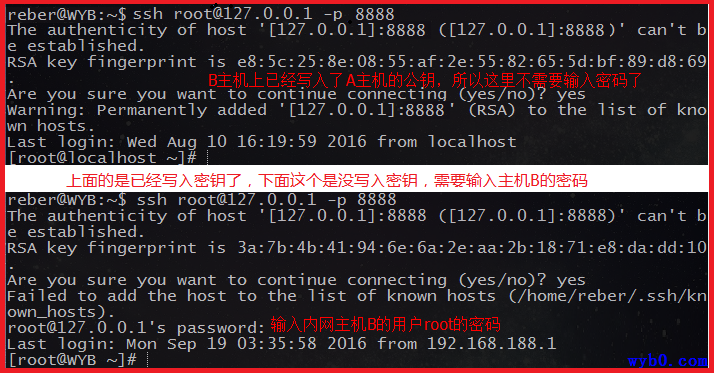 reber@WYB:~$ ssh root@127.0.0.1 -p 8888
The authenticity of host '[127.0.0.1]:8888 ([127.0.0.1]:8888)' can't b
e established.
RSA key fingerprint is e8:5c:25:8e:08:55:af:2e:55:82:65:5d:bf:89:d8:69
.
B主机上已经写入了A主机的公钥，所以这里不需要输入密码了
Are you sure you want to continue connecting (yes/no)? yes
Warning: Permanently added '[127.0.0.1]:8888' (RSA) to the list of kno
wn hosts.
Last login: Wed Aug 10 16:19:59 2016 from localhost
[root@localhost ~]#
上面的是已经写入密钥了，下面这个是没写入密钥，需要输入主机B的密码
reber@WYB:~$ ssh root@127.0.0.1 -p 8888
The authenticity of host '[127.0.0.1]:8888 ([127.0.0.1]:8888)' can't b
e established.
RSA key fingerprint is 3a:7b:4b:41:94:6e:6a:2e:aa:2b:18:71:e8:da:dd:10
.
Are you sure you want to continue connecting (yes/no)? yes
Failed to add the host to the list of known hosts (/home/reber/.ssh/kn
own_hosts).
root@127.0.0.1's password: 输入内网主机B的用户root的密码
Last login: Mon Sep 19 03:35:58 2016 from 192.168.188.1
[root@WYB ~]#
wyb0.com